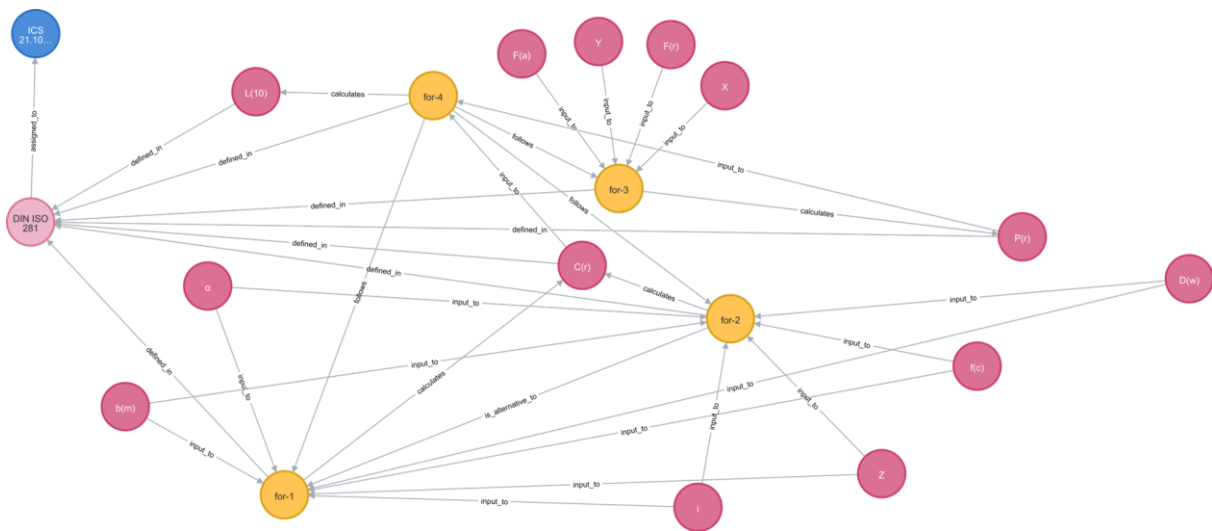 ICS
21.10...
Y
F(r)
F(a)
X
L(10)
calculates
for-4
assigned_to
input_to
input_to
input_to
input_to
defined_in
defined_in
follows
input_to
for-3
DIN ISO
281
defined_in
input_to
follows
calculates
defined_in
P(r)
defined_in
C(r)
α
defined_in
calculates
D(w)
follows
input_to
for-2
input_to
input_to
defined_in
input_to
calculates
f(c)
input_to
b(m)
is_alternative_to
input_to
input_to
input_to
input_to
input_to
Z
for-1
input_to
input_to
i